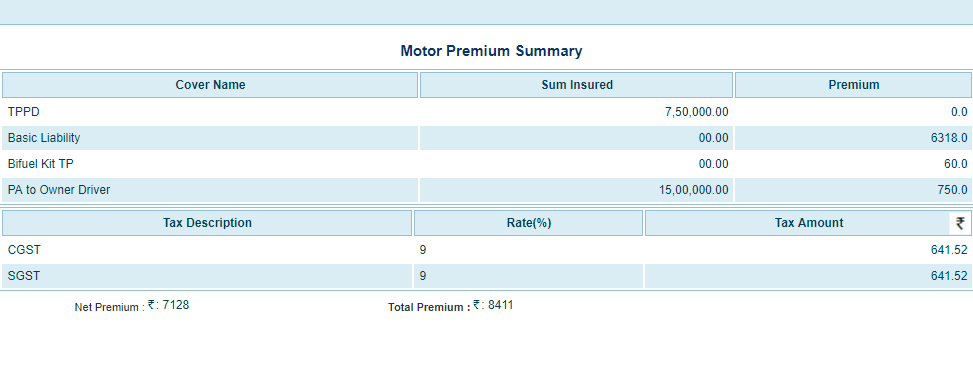 Motor Premium Summary
Cover Name Sum Insured Premium
TPPD 7,50,000.00 0.0
Basic Liability 00.00 6318.0
Bifuel Kit TP 00.00 60.0
PA to Owner Driver 15,00,000.00 750.0
Tax Description Rate(%) Tax Amount ₹
CGST 9 641.52
SGST 9 641.52
Net Premium : ₹ : 7128 Total Premium : ₹ : 8411